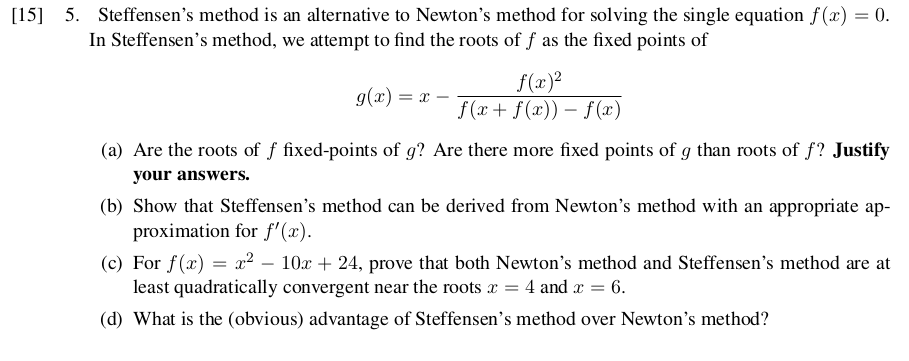 [15] 5. Steffensen's method is an alternative to Newton's method for solving the single equation f(x) = 0.
In Steffensen's method, we attempt to find the roots of f as the fixed points of
g(x) = x − f(x)² / (f(x + f(x)) − f(x))
(a) Are the roots of f fixed-points of g? Are there more fixed points of g than roots of f? Justify
your answers.
(b) Show that Steffensen's method can be derived from Newton's method with an appropriate ap-
proximation for f′(x).
(c) For f(x) = x² − 10x + 24, prove that both Newton's method and Steffensen's method are at
least quadratically convergent near the roots x = 4 and x = 6.
(d) What is the (obvious) advantage of Steffensen's method over Newton's method?